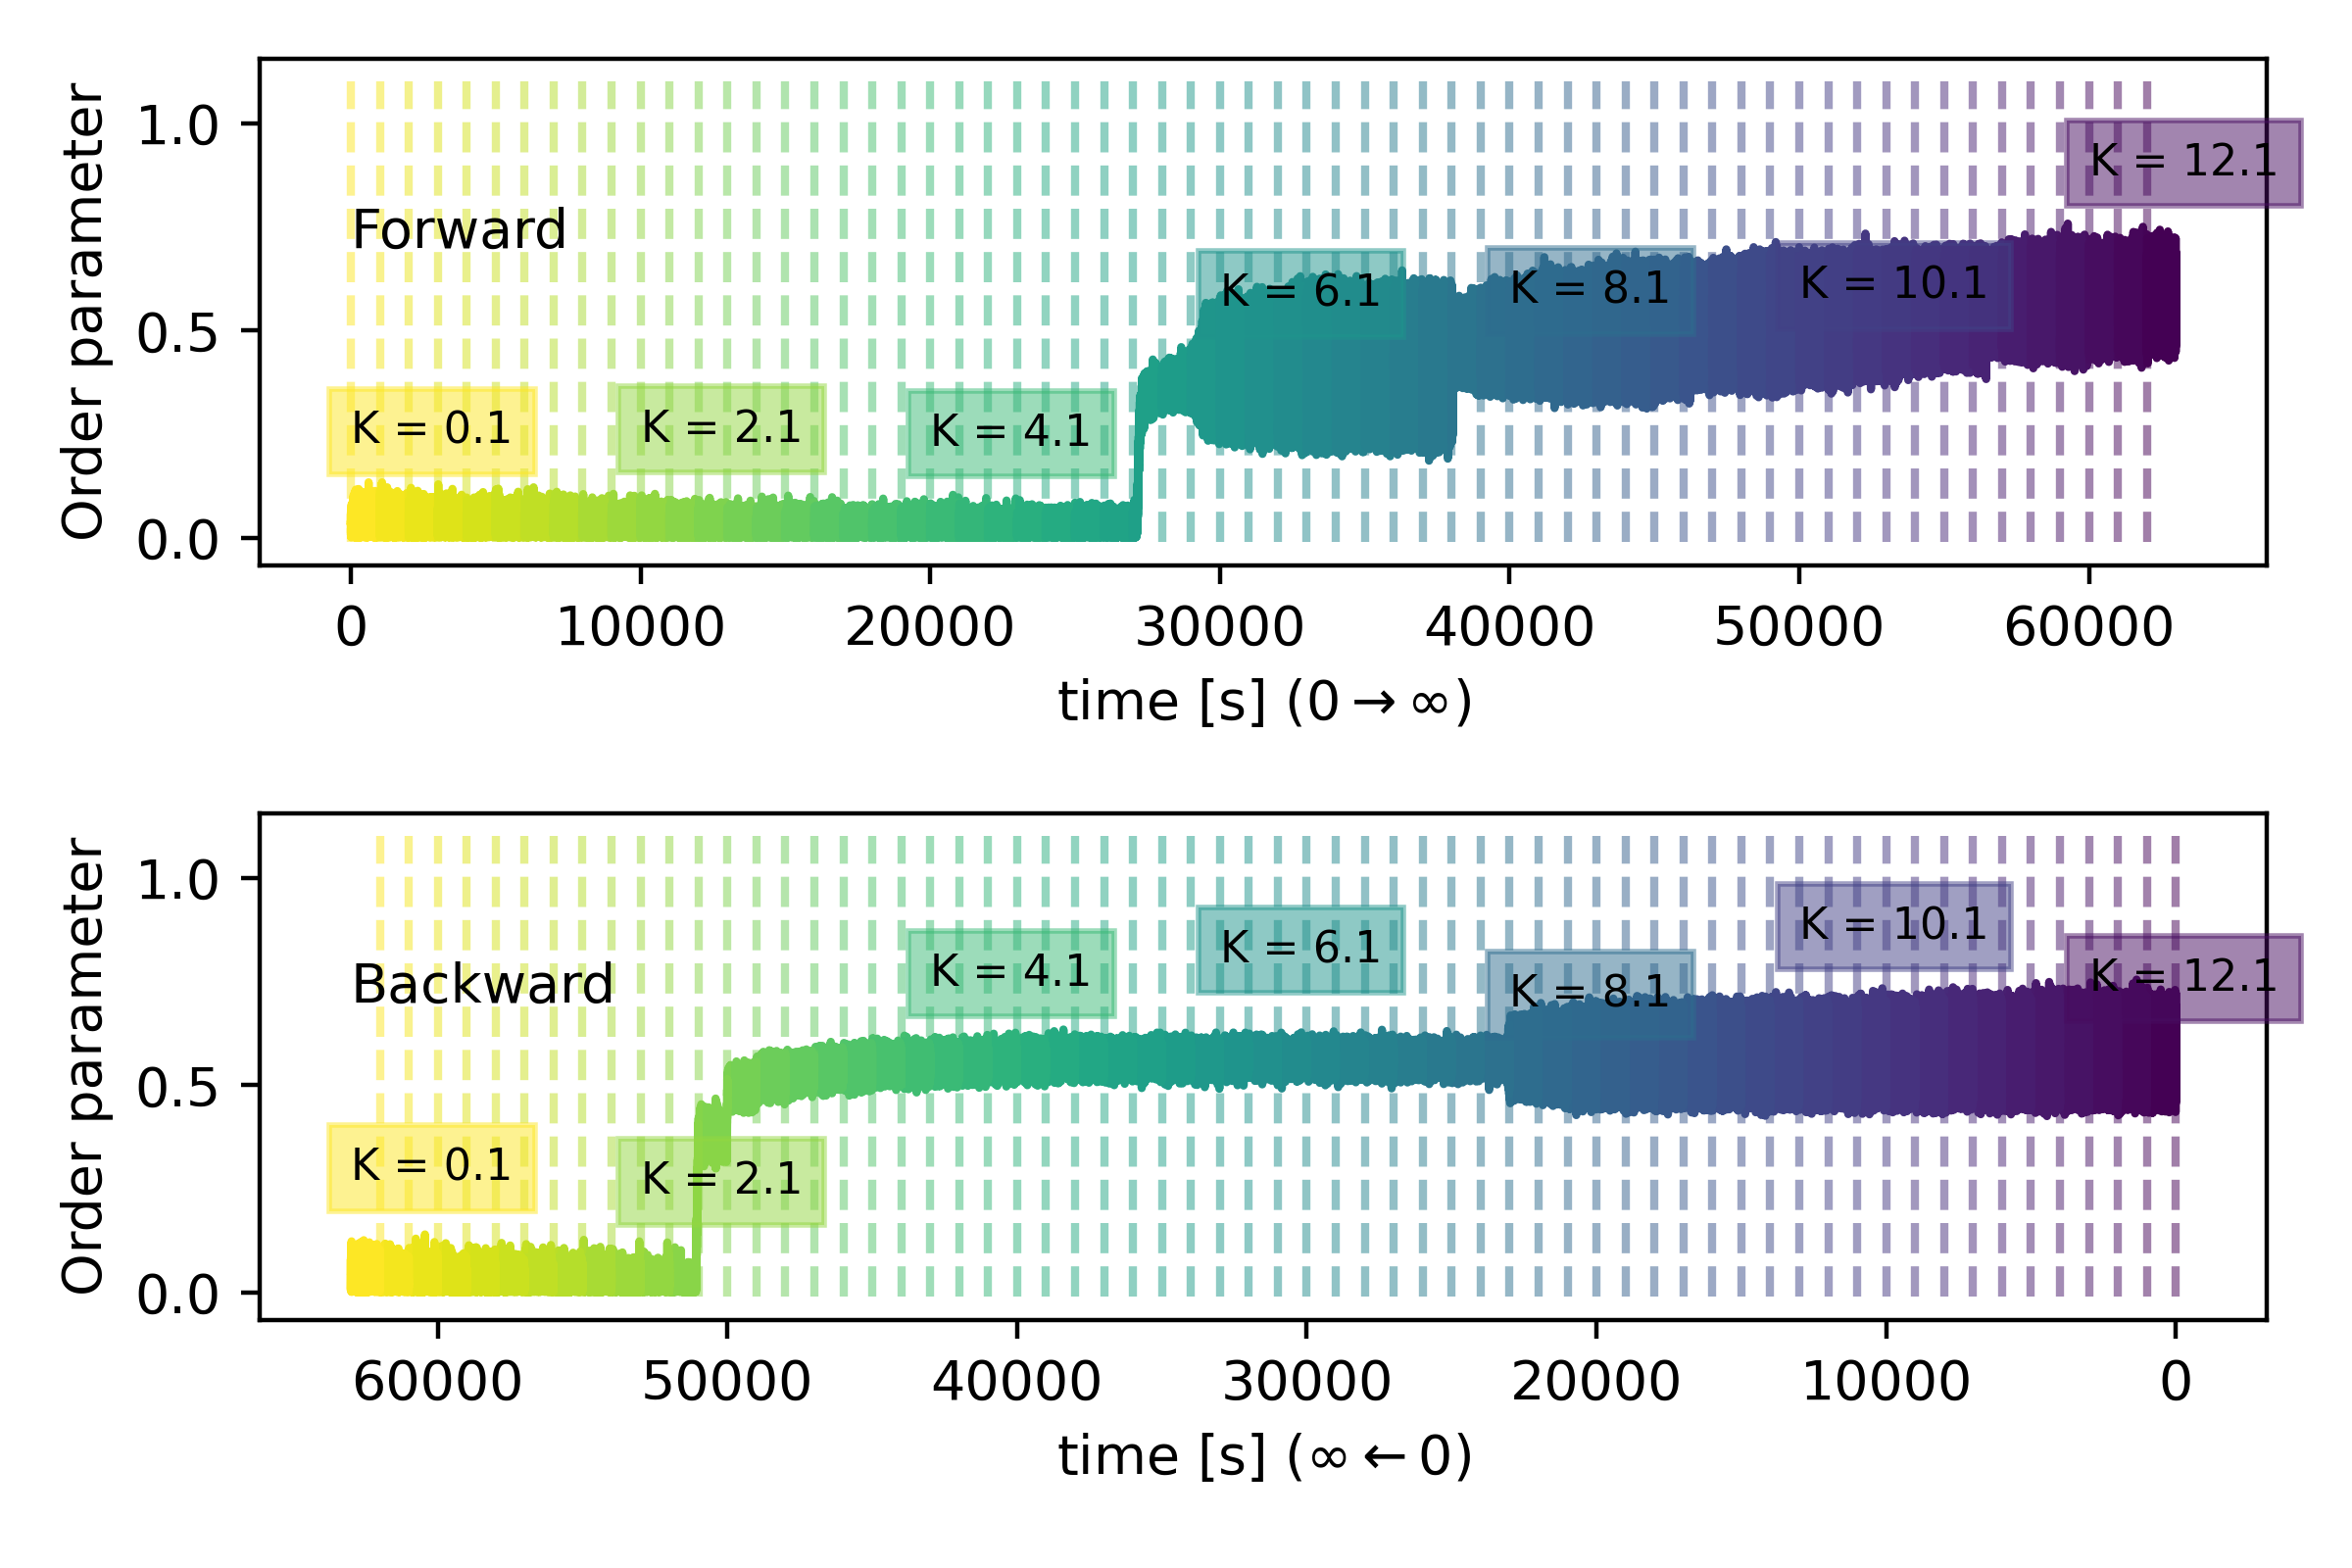 Order parameter
1.0
0.5
0.0
Forward
K = 0.1
K = 2.1
K = 4.1
K = 6.1
K = 8.1
K = 10.1
K = 12.1
0 10000 20000 30000 40000 50000 60000
time [s] (0→∞)
Order parameter
1.0
0.5
0.0
Backward
K = 0.1
K = 2.1
K = 4.1
K = 6.1
K = 8.1
K = 10.1
K = 12.1
60000 50000 40000 30000 20000 10000 0
time [s] (∞←0)